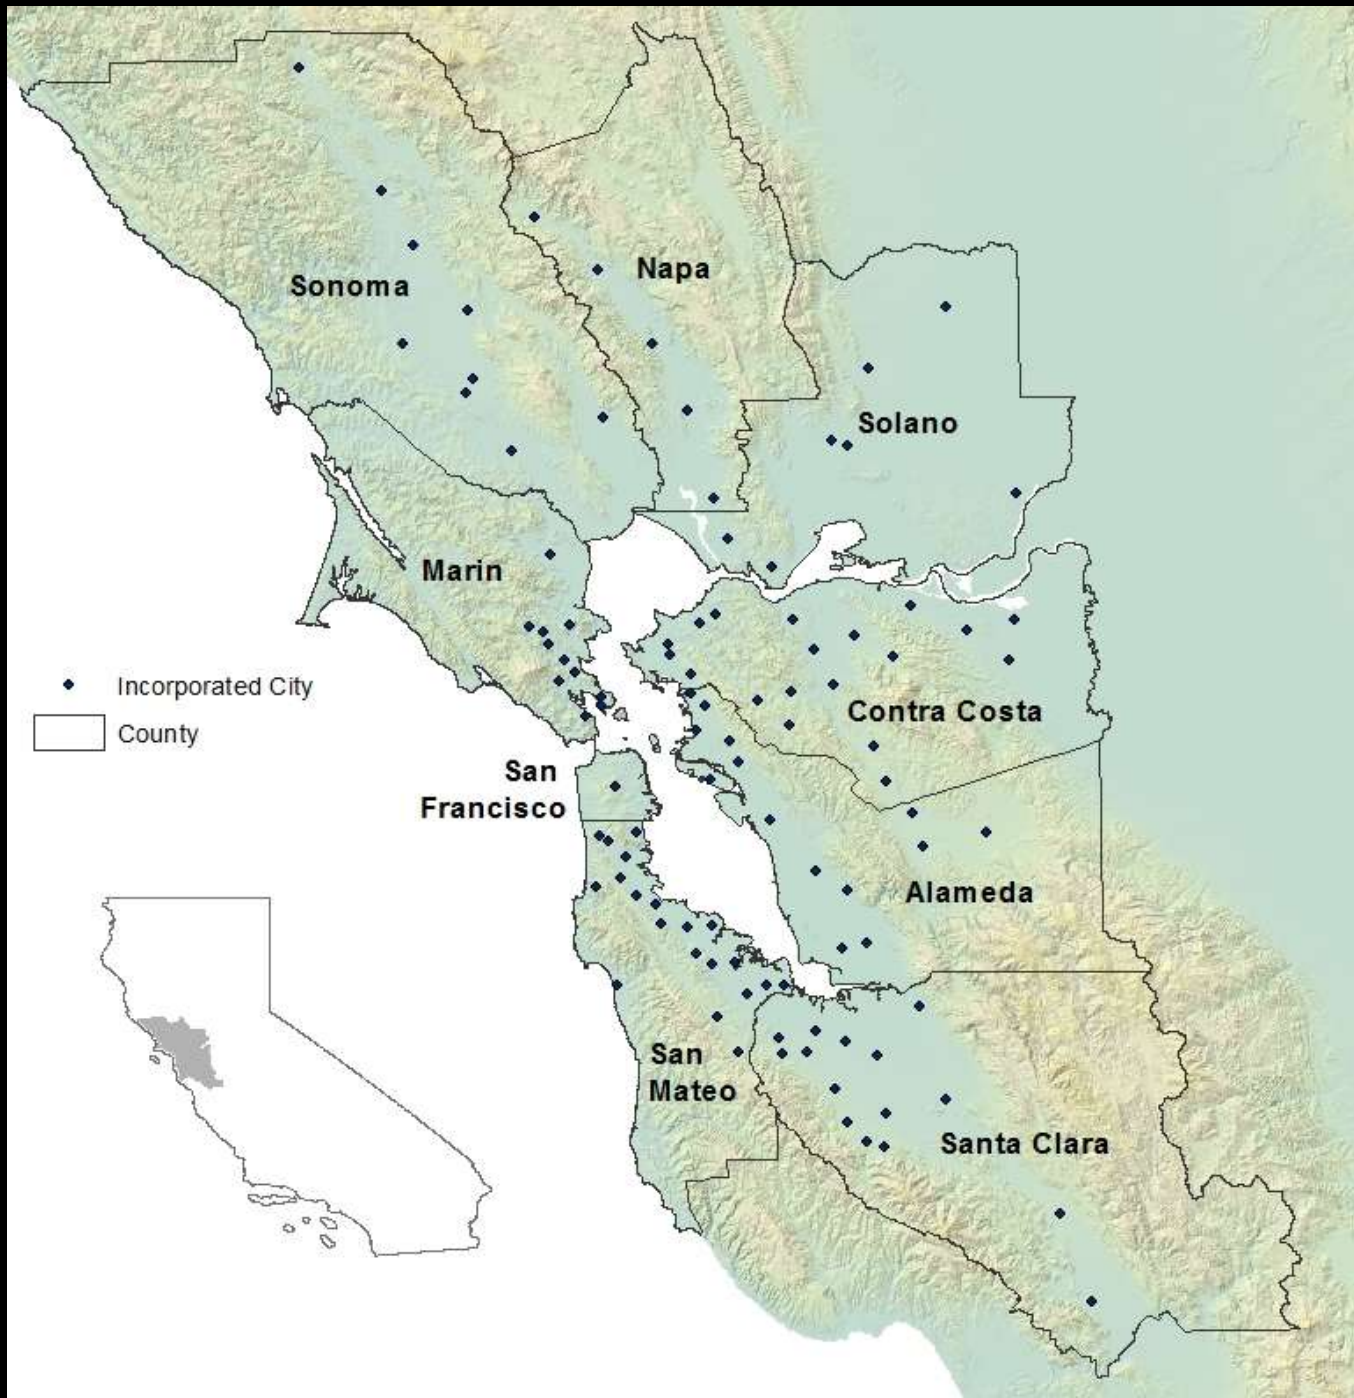 Sonoma
Napa
Solano
Marin
Incorporated City
County
Contra Costa
San
Francisco
Alameda
San
Mateo
Santa Clara